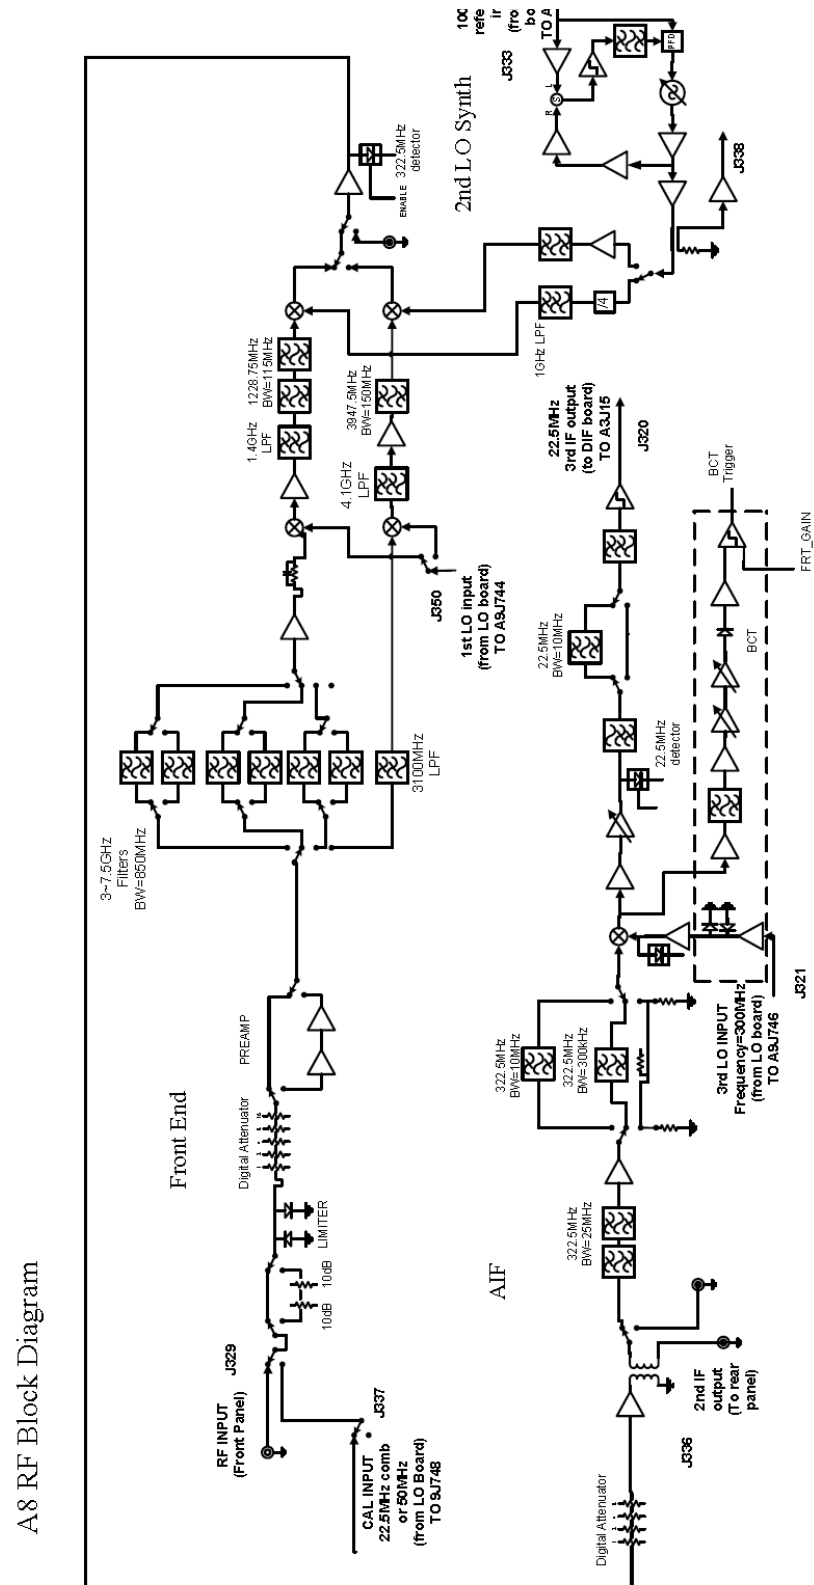 A8 RF Block Diagram
Front End
RF INPUT
(Front Panel)
J329
CAL INPUT
22.5MHz comb
or 50MHz
(from LO Board)
TO 9J748
J337
10dB
10dB
LIMITER
Digital Attenuator
PREAMP
3~7.5GHz
Filters
BW=850MHz
3100MHz
LPF
1st LO input
(from LO board)
TO A9J744
J350
1.4GHz
LPF
1228.75MHz
BW=115MHz
4.1GHz
LPF
3947.5MHz
BW=150MHz
ENABLE
322.5MHz
detector
2nd LO Synth
J333
R
L
S
PFD
J338
/4
1GHz LPF
AIF
Digital Attenuator
J336
2nd IF
output
(To rear
panel)
322.5MHz
BW=25MHz
322.5MHz
BW=10MHz
322.5MHz
BW=300kHz
3rd LO INPUT
Frequency=300MHz
(from LO board)
TO A9J746
J321
22.5MHz
detector
22.5MHz
BW=10MHz
22.5MHz
3rd IF output
(to DIF board)
TO A3J15
J320
BCT
BCT
Trigger
FRT_GAIN